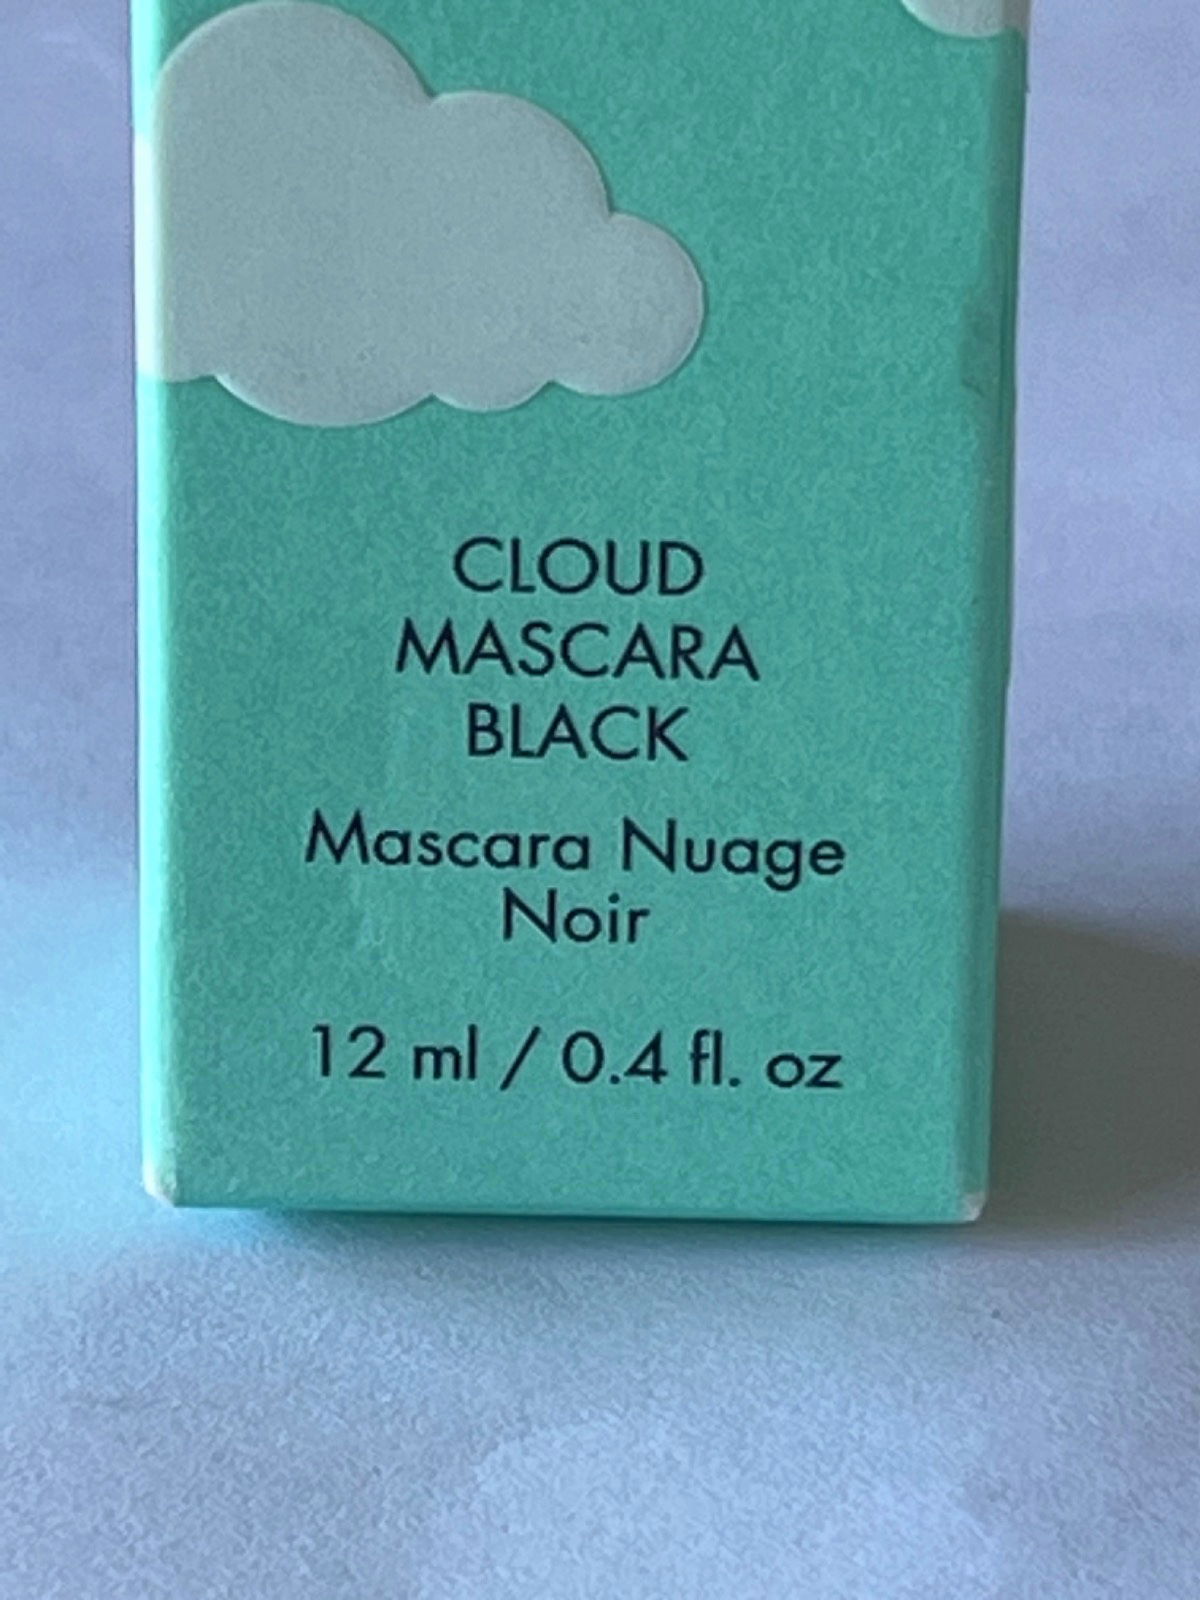 CLOUD
MASCARA
BLACK
Mascara Nuage
Noir
12 ml / 0.4 fl. oz